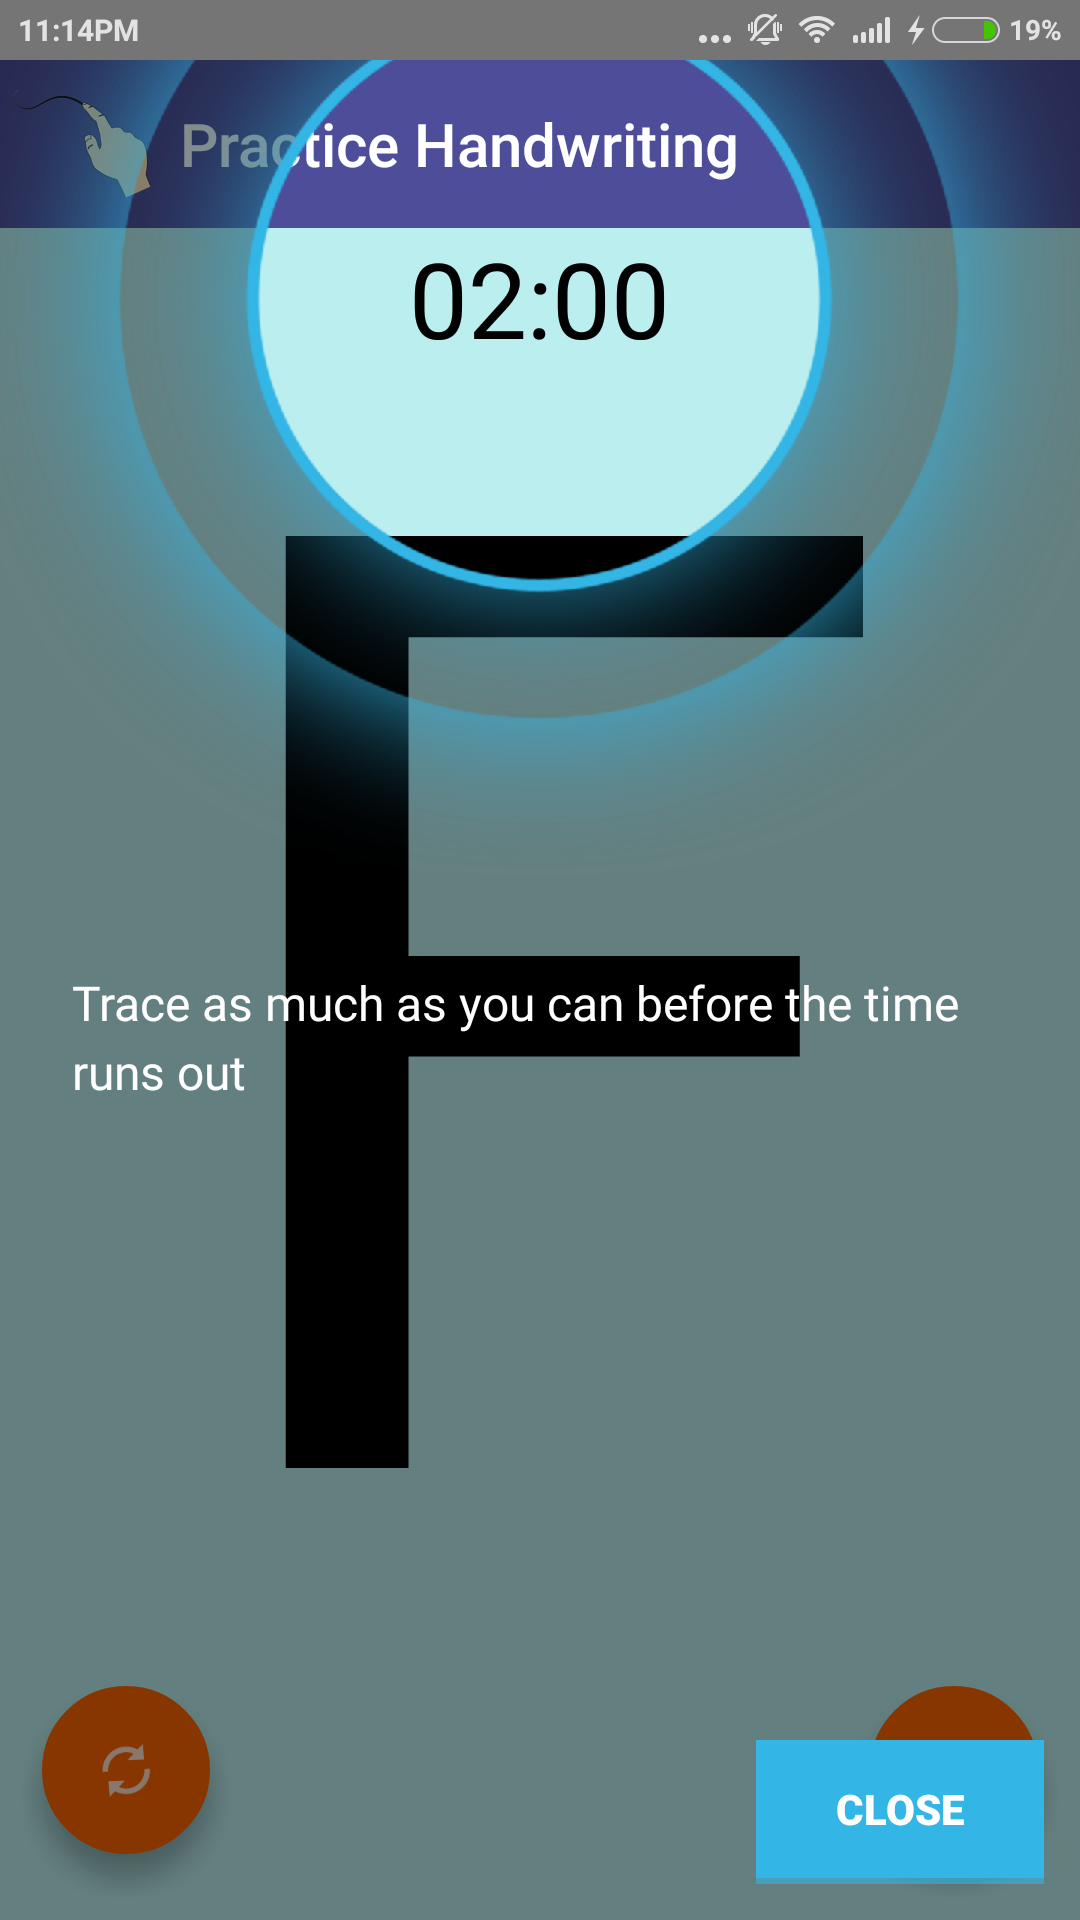 11:14PM 19%
Practice Handwriting
02:00
F
Trace as much as you can before the time
runs out
CLOSE